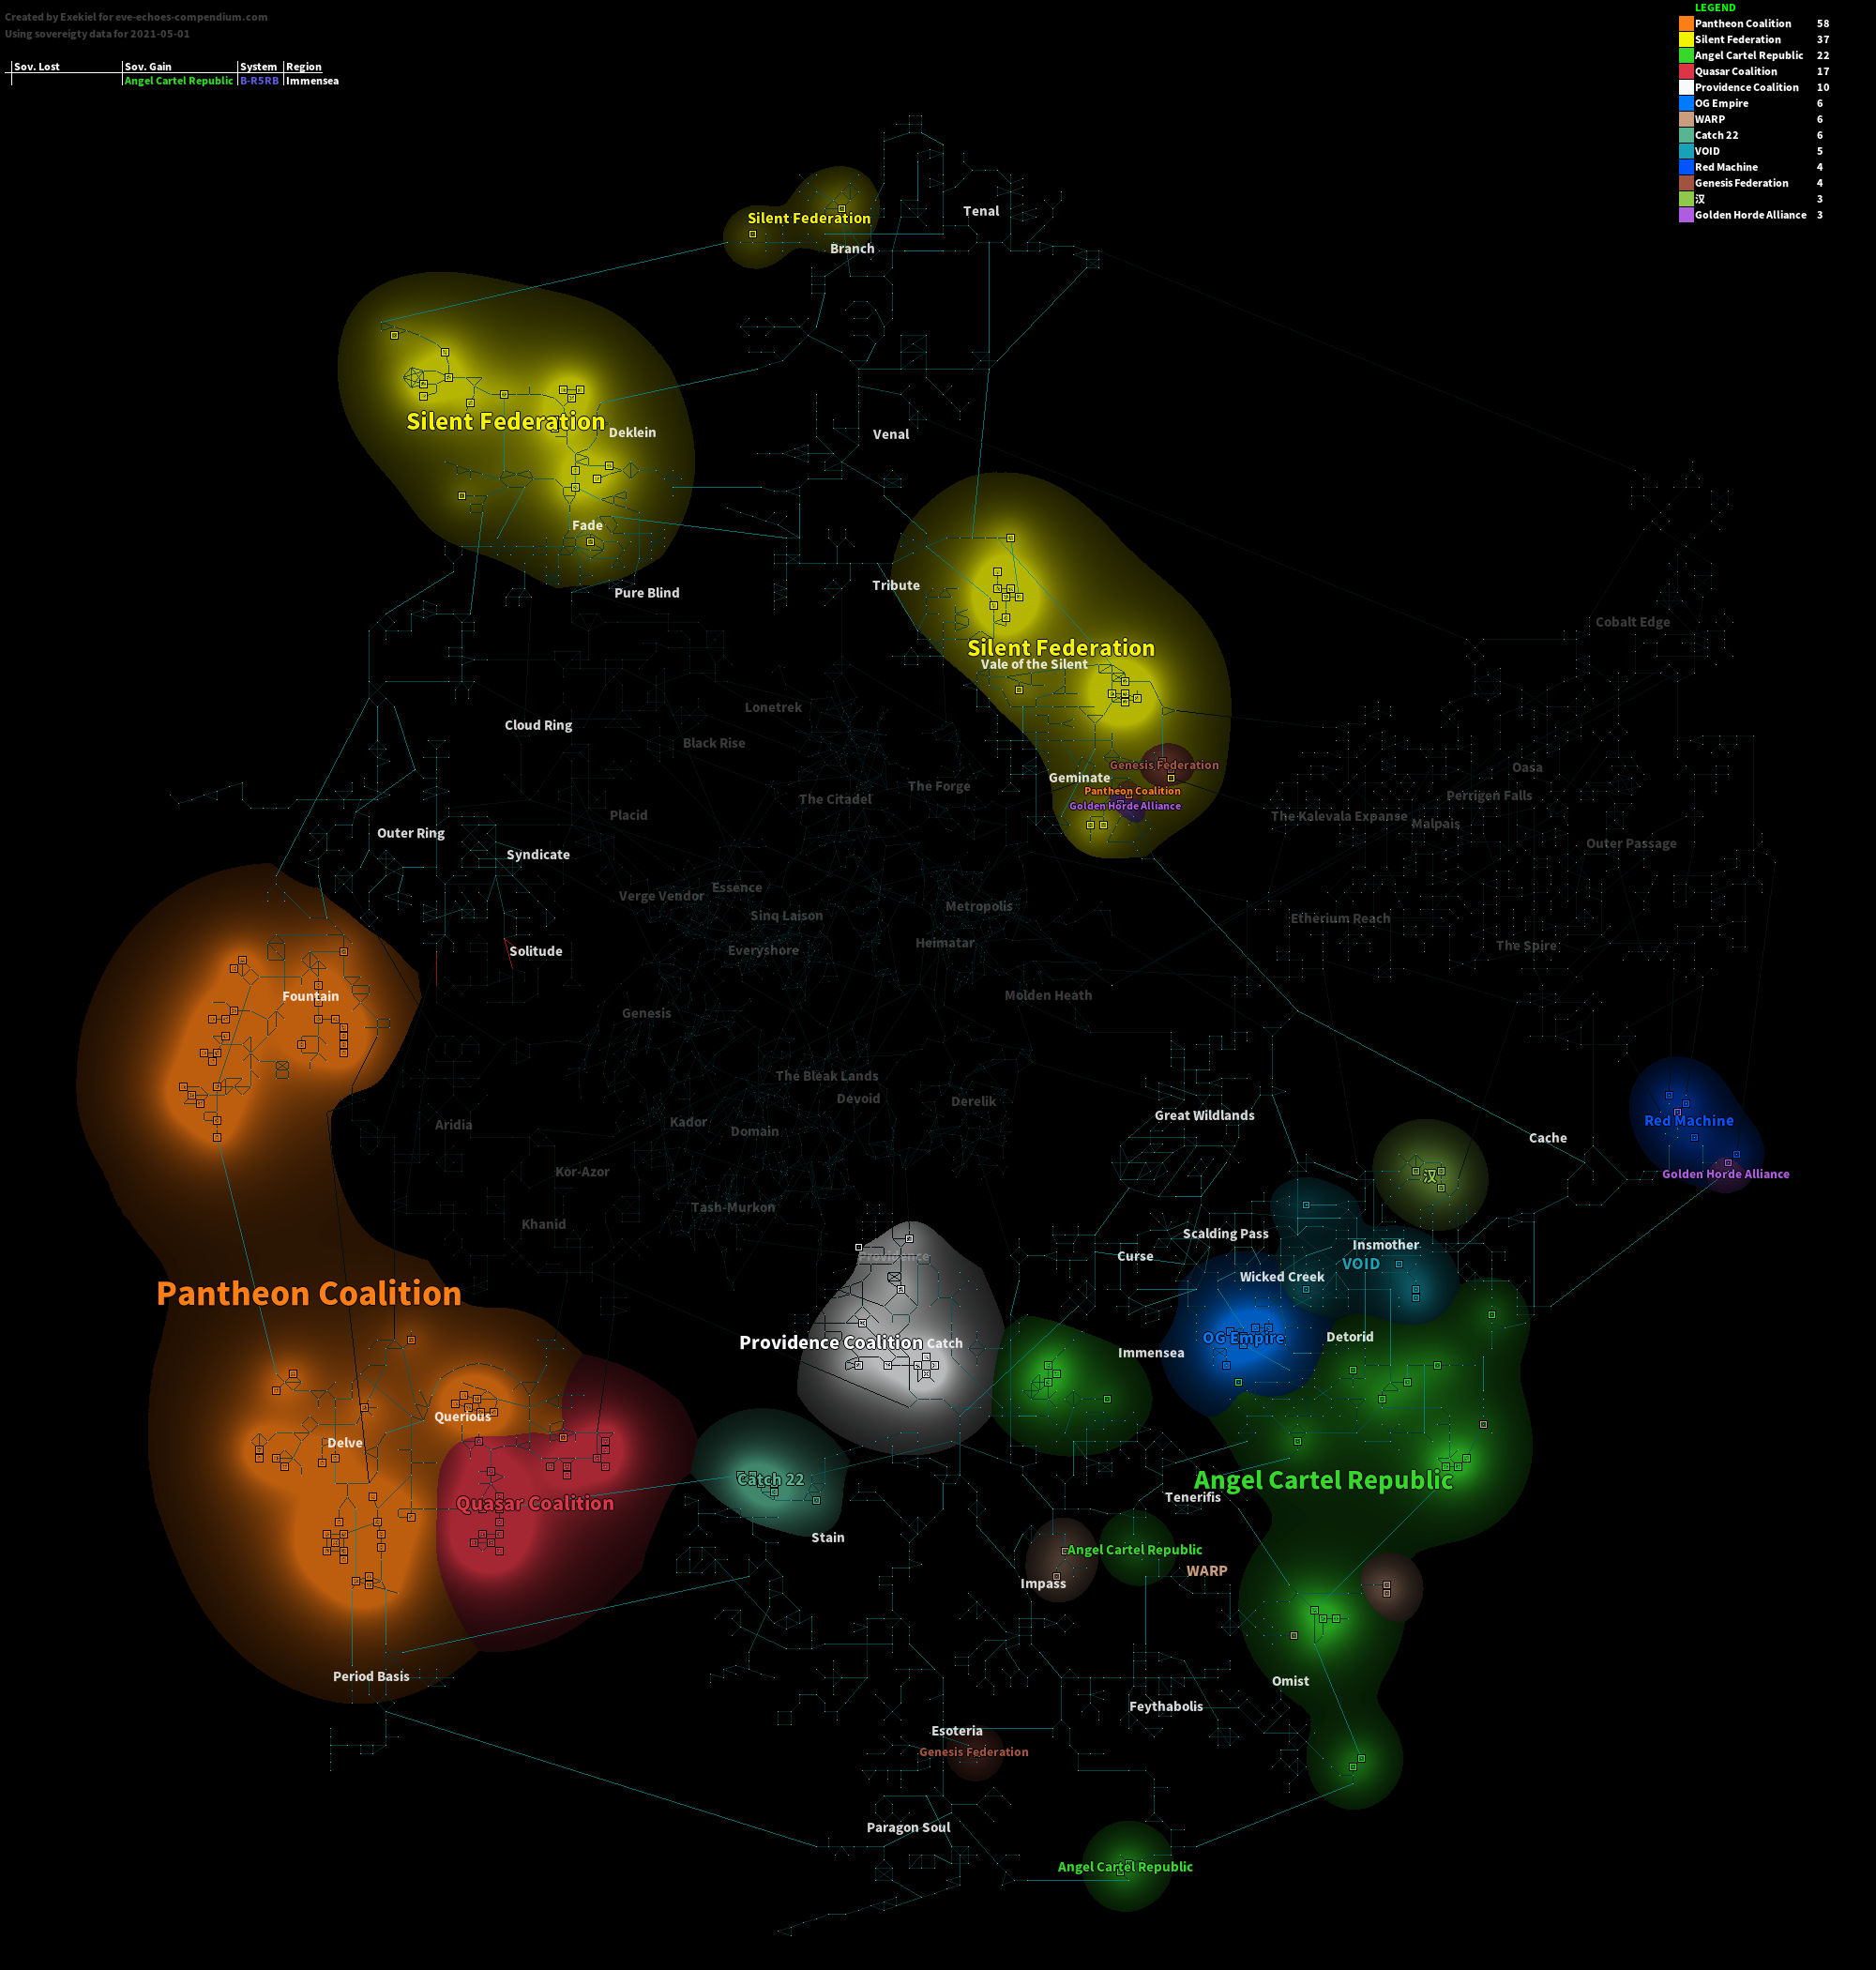 Created by Exekiel for eve-echoes-compendium.com
Using sovereigty data for 2021-05-01
Sov. Lost Sov. Gain System Region
Angel Cartel Republic B-R5RB Immensea
LEGEND
Pantheon Coalition 58
Silent Federation 37
Angel Cartel Republic 22
Quasar Coalition 17
Providence Coalition 10
OG Empire 6
WARP 6
Catch 22 6
VOID 5
Red Machine 4
Genesis Federation 4
汉 3
Golden Horde Alliance 3
Tenal
Silent Federation
Branch
Silent Federation
Deklein
Venal
Fade
Tribute
Pure Blind
Cobalt Edge
Silent Federation
Vale of the Silent
Lonetrek
Cloud Ring
Black Rise
Genesis Federation
Oasa
Geminate
The Forge
Pantheon Coalition
Perrigen Falls
The Citadel
Golden Horde Alliance
Placid
The Kalevala Expanse
Malpais
Outer Ring
Outer Passage
Syndicate
Essence
Verge Vendor
Metropolis
Sinq Laison
Etherium Reach
Heimatar
The Spire
Everyshore
Solitude
Fountain
Molden Heath
Genesis
The Bleak Lands
Devoid
Derelik
Great Wildlands
Red Machine
Kador
Aridia
Domain
Cache
Kor-Azor
Golden Horde Alliance
汉
Tash-Murkon
Khanid
Scalding Pass
Insmother
Providence
Curse
VOID
Wicked Creek
Pantheon Coalition
OG Empire
Detorid
Providence Coalition
Catch
Immensea
Querious
Delve
Catch 22
Angel Cartel Republic
Tenerifis
Quasar Coalition
Stain
Angel Cartel Republic
WARP
Impass
Period Basis
Omist
Feythabolis
Esoteria
Genesis Federation
Paragon Soul
Angel Cartel Republic